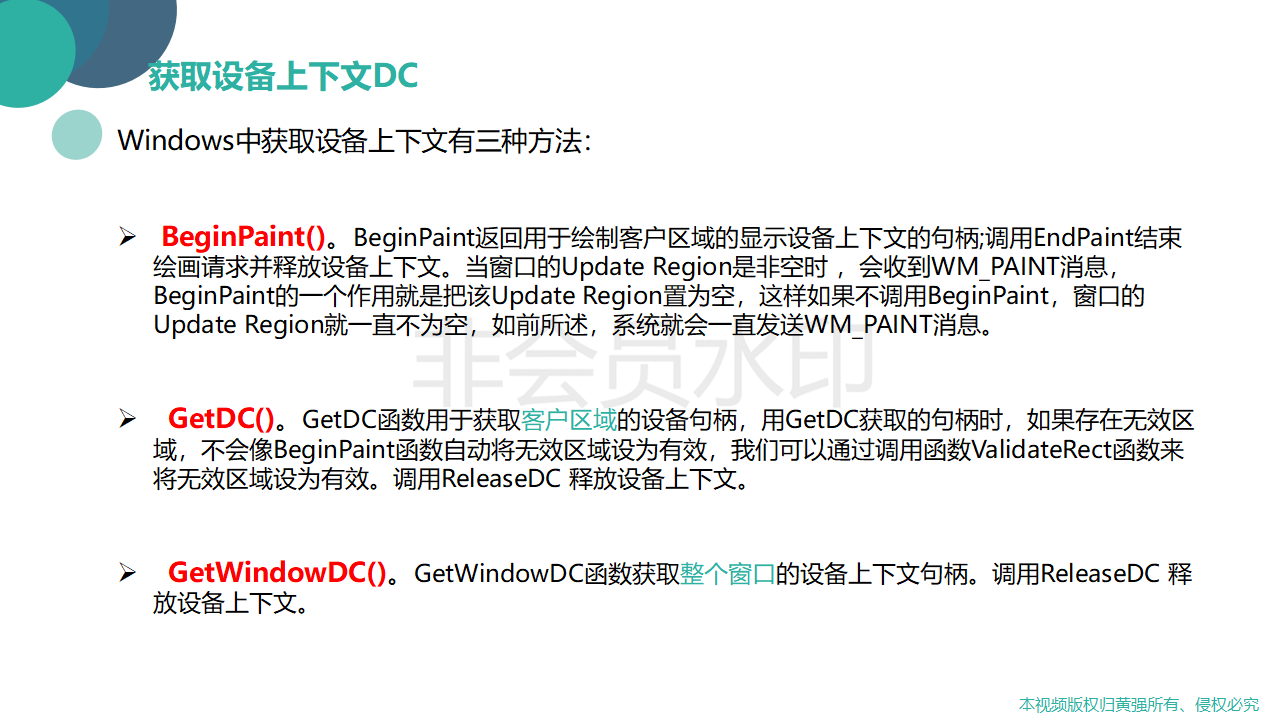 获取设备上下文DC
Windows中获取设备上下文有三种方法：
➢ BeginPaint()。BeginPaint返回用于绘制客户区域的显示设备上下文的句柄;调用EndPaint结束
绘画请求并释放设备上下文。当窗口的Update Region是非空时 ，会收到WM_PAINT消息，
BeginPaint的一个作用就是把该Update Region置为空，这样如果不调用BeginPaint，窗口的
Update Region就一直不为空，如前所述，系统就会一直发送WM_PAINT消息。
非会员水印
➢ GetDC()。GetDC函数用于获取客户区域的设备句柄，用GetDC获取的句柄时，如果存在无效区
域，不会像BeginPaint函数自动将无效区域设为有效，我们可以通过调用函数ValidateRect函数来
将无效区域设为有效。调用ReleaseDC 释放设备上下文。
➢ GetWindowDC()。GetWindowDC函数获取整个窗口的设备上下文句柄。调用ReleaseDC 释
放设备上下文。
本视频版权归黄强所有、侵权必究